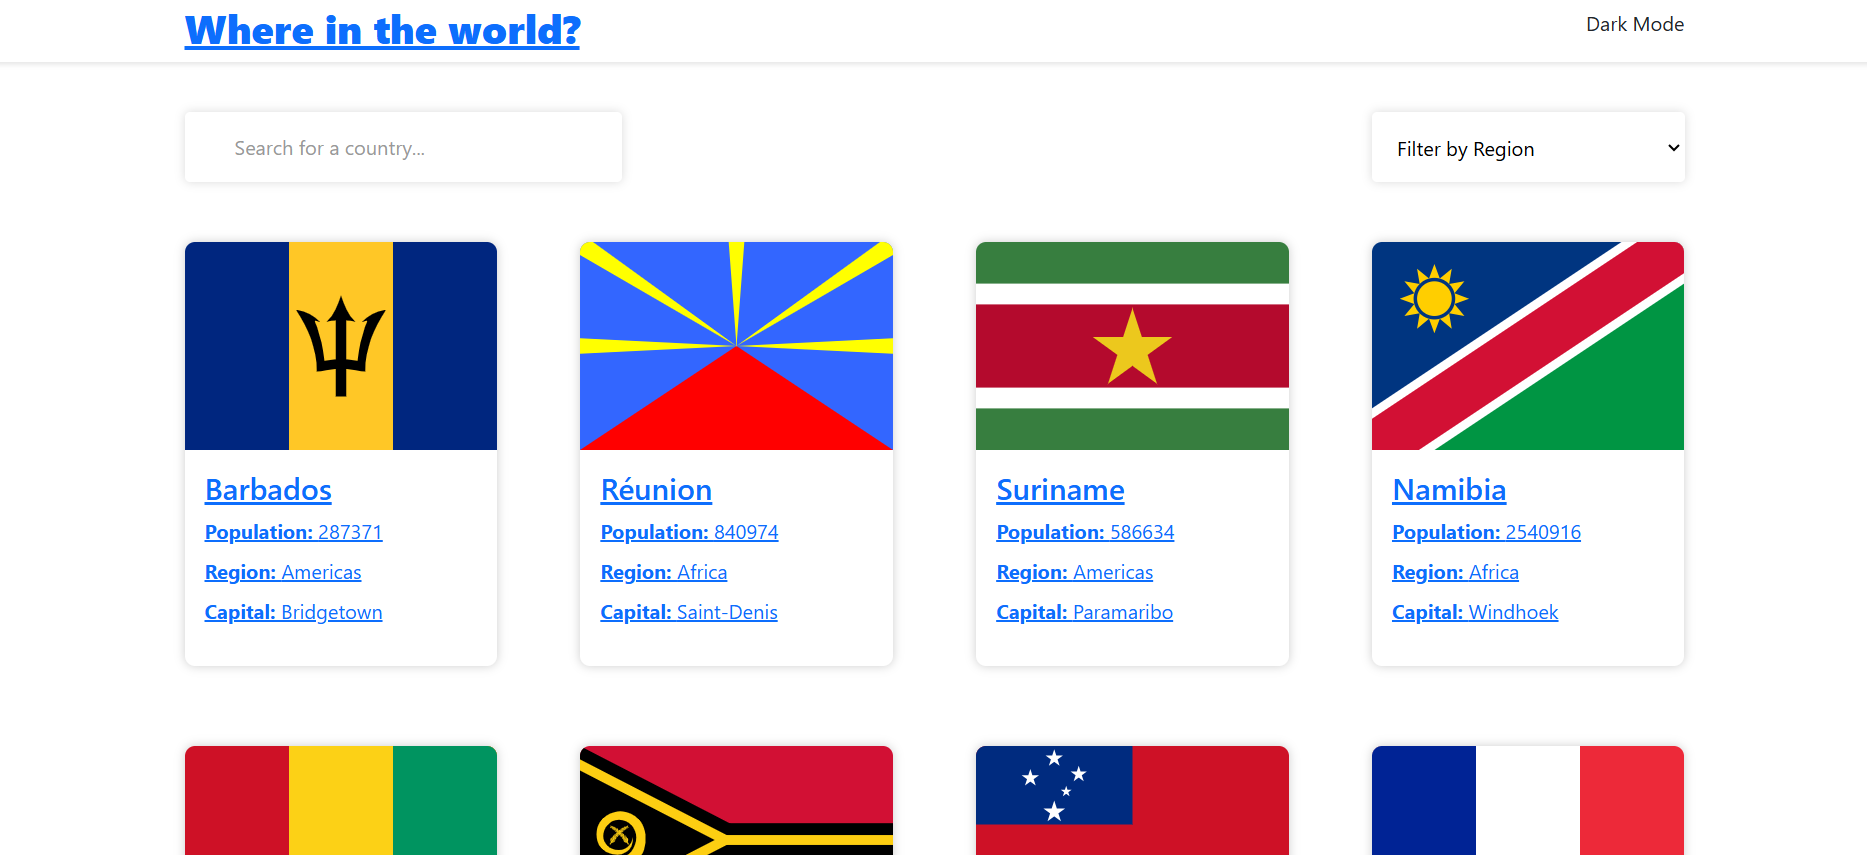 Where in the world?
Dark Mode
Search for a country...
Filter by Region
Barbados
Population: 287371
Region: Americas
Capital: Bridgetown
Réunion
Population: 840974
Region: Africa
Capital: Saint-Denis
Suriname
Population: 586634
Region: Americas
Capital: Paramaribo
Namibia
Population: 2540916
Region: Africa
Capital: Windhoek